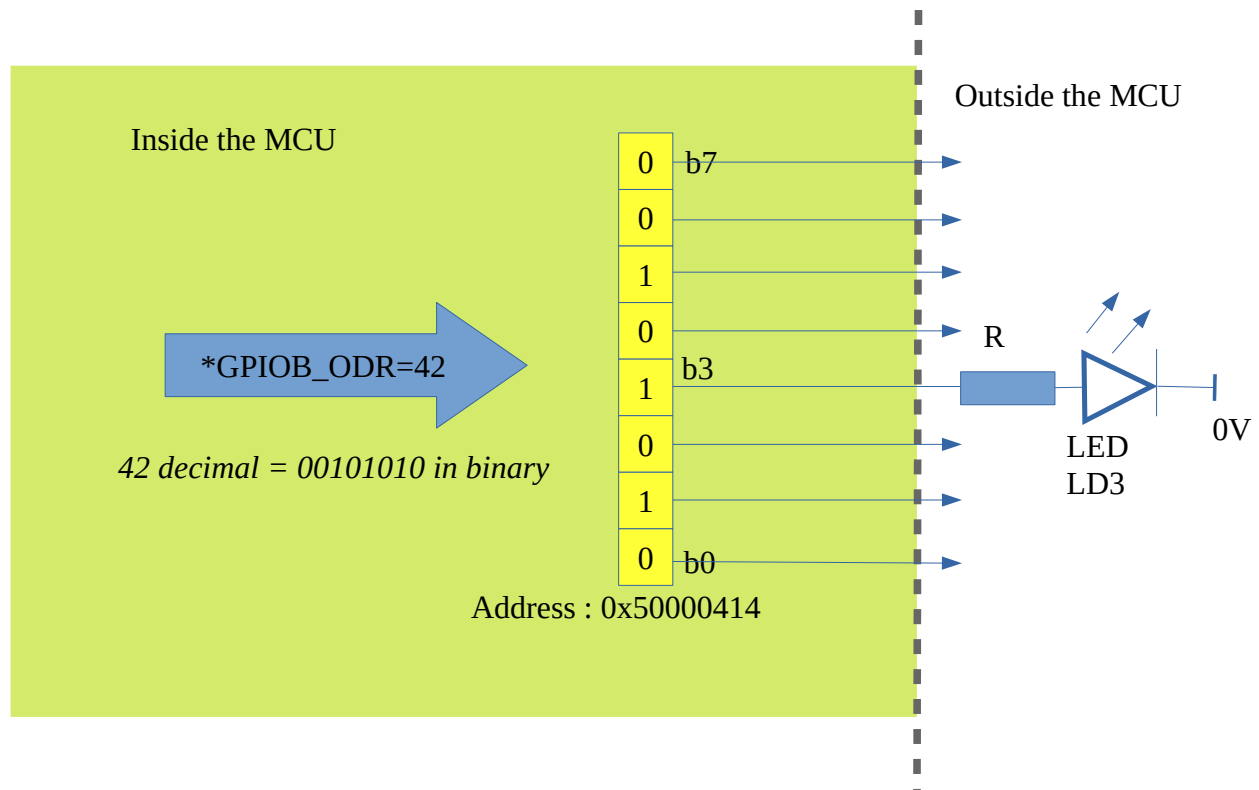 Outside the MCU
Inside the MCU
0 b7
0
1
0
R
*GPIOB_ODR=42
b3
1
0V
0
LED
LD3
42 decimal = 00101010 in binary
1
0 b0
Address : 0x50000414